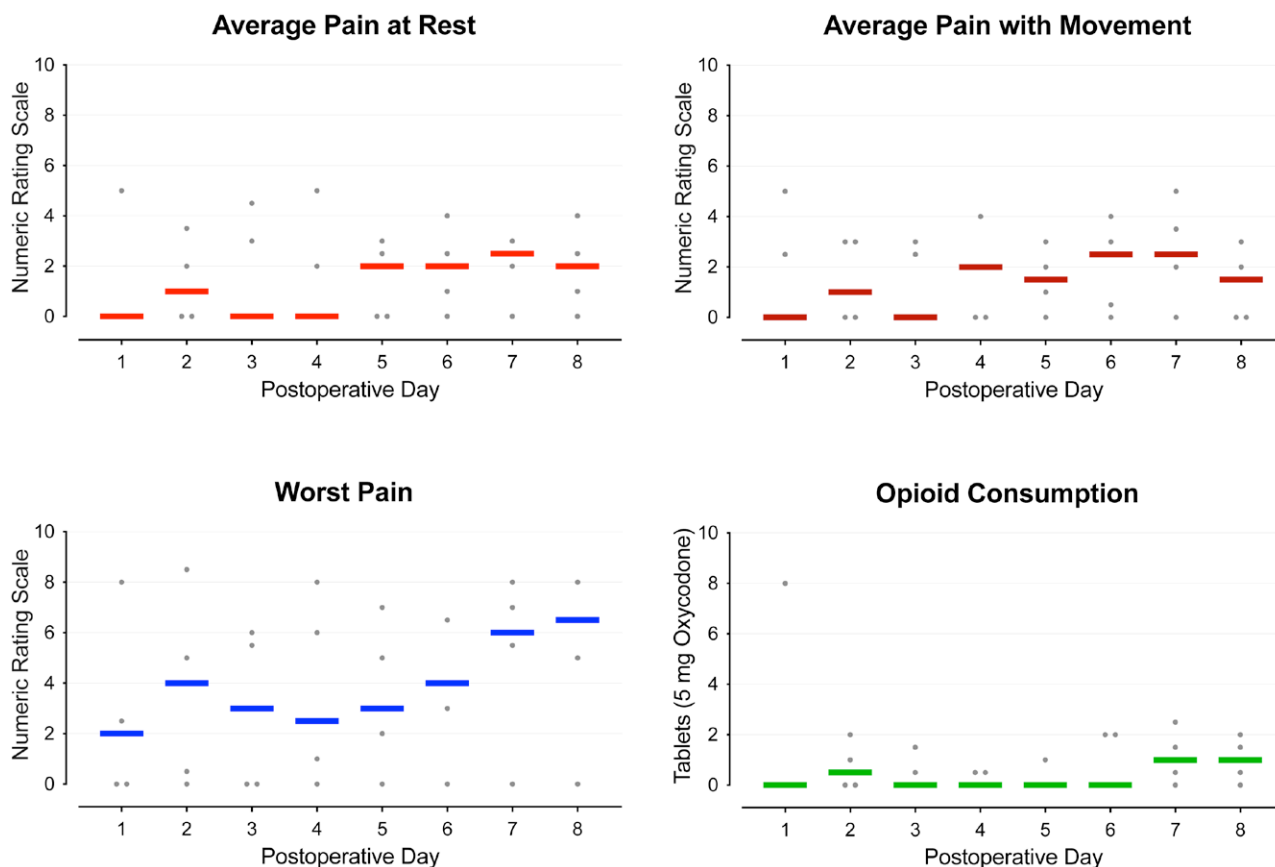 Average Pain at Rest
Numeric Rating Scale
10
8
6
4
2
0
1 2 3 4 5 6 7 8
Postoperative Day
Average Pain with Movement
Numeric Rating Scale
10
8
6
4
2
0
1 2 3 4 5 6 7 8
Postoperative Day
Worst Pain
Numeric Rating Scale
10
8
6
4
2
0
1 2 3 4 5 6 7 8
Postoperative Day
Opioid Consumption
Tablets (5 mg Oxycodone)
10
8
6
4
2
0
1 2 3 4 5 6 7 8
Postoperative Day